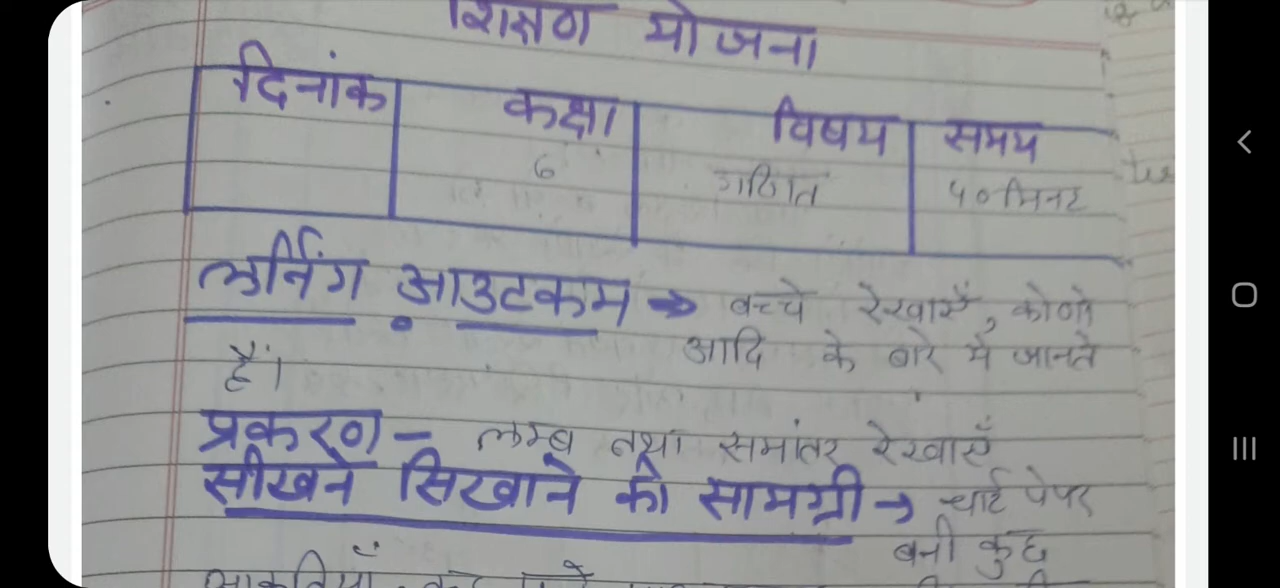 शिक्षण योजना
दिनांक कक्षा विषय समय
6 गणित 40 मिनट
लर्निंग आउटकम → बच्चे रेखाएँ, कोणों
आदि के बारे में जानते
हैं।
प्रकरण – लम्ब तथा समांतर रेखाएँ
सीखने सिखाने की सामग्री → चार्ट पेपर
बनी कुछ
आकृतियाँ